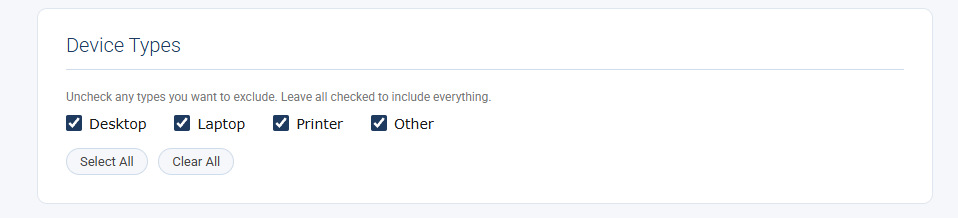 Device Types
Uncheck any types you want to exclude. Leave all checked to include everything.
Desktop Laptop Printer Other
Select All Clear All